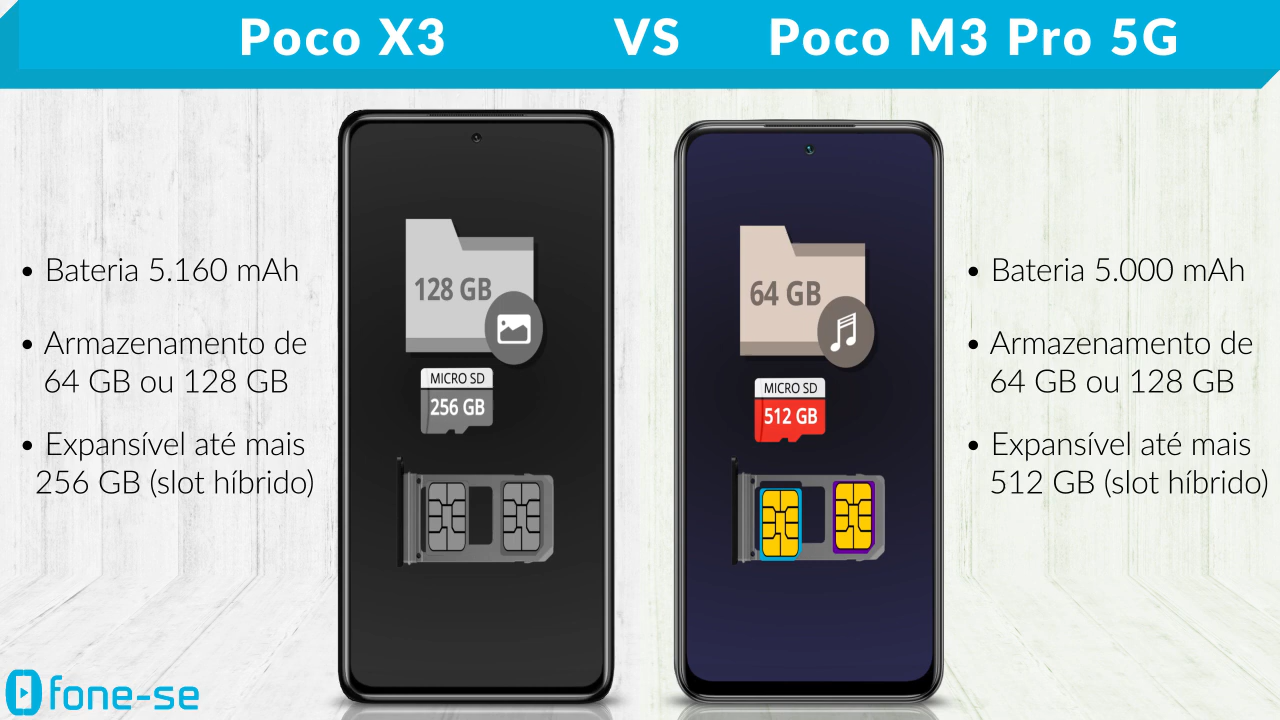 Poco X3 VS Poco M3 Pro 5G
• Bateria 5.160 mAh
• Armazenamento de
64 GB ou 128 GB
• Expansível até mais
256 GB (slot híbrido)
128 GB
MICRO SD
256 GB
64 GB
MICRO SD
512 GB
• Bateria 5.000 mAh
• Armazenamento de
64 GB ou 128 GB
• Expansível até mais
512 GB (slot híbrido)
fone-se